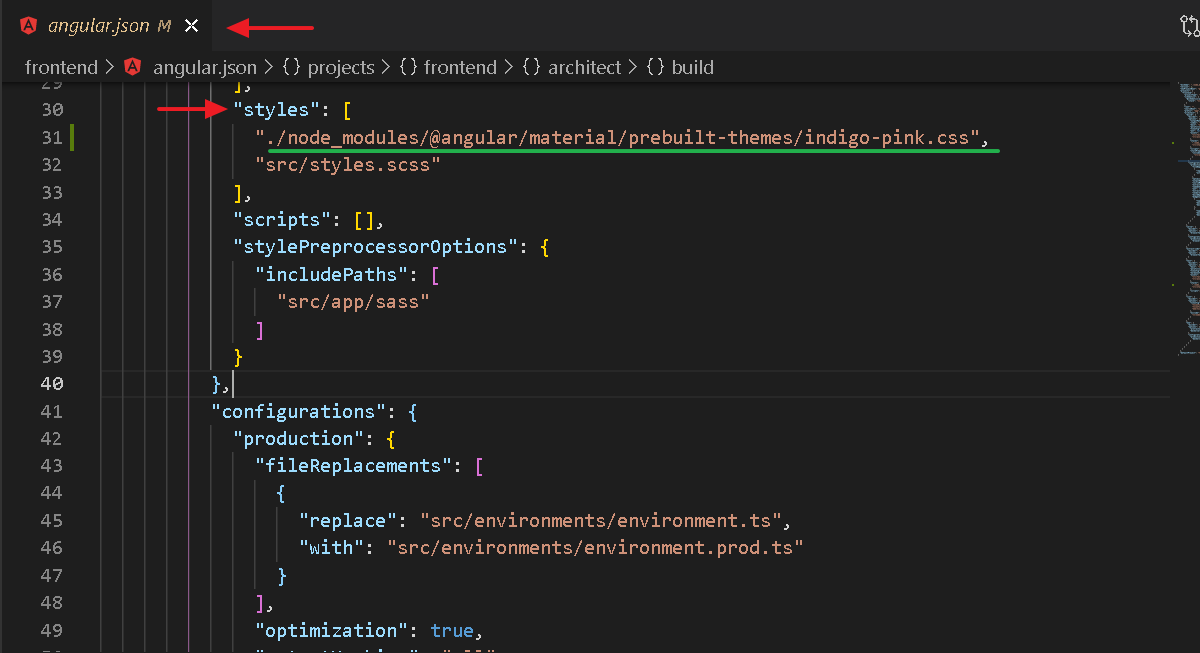 angular.json M
frontend > angular.json > {} projects > {} frontend > {} architect > {} build
29 ],
30 "styles": [
31 "./node_modules/@angular/material/prebuilt-themes/indigo-pink.css",
32 "src/styles.scss"
33 ],
34 "scripts": [],
35 "stylePreprocessorOptions": {
36 "includePaths": [
37 "src/app/sass"
38 ]
39 }
40 },
41 "configurations": {
42 "production": {
43 "fileReplacements": [
44 {
45 "replace": "src/environments/environment.ts",
46 "with": "src/environments/environment.prod.ts"
47 }
48 ],
49 "optimization": true,